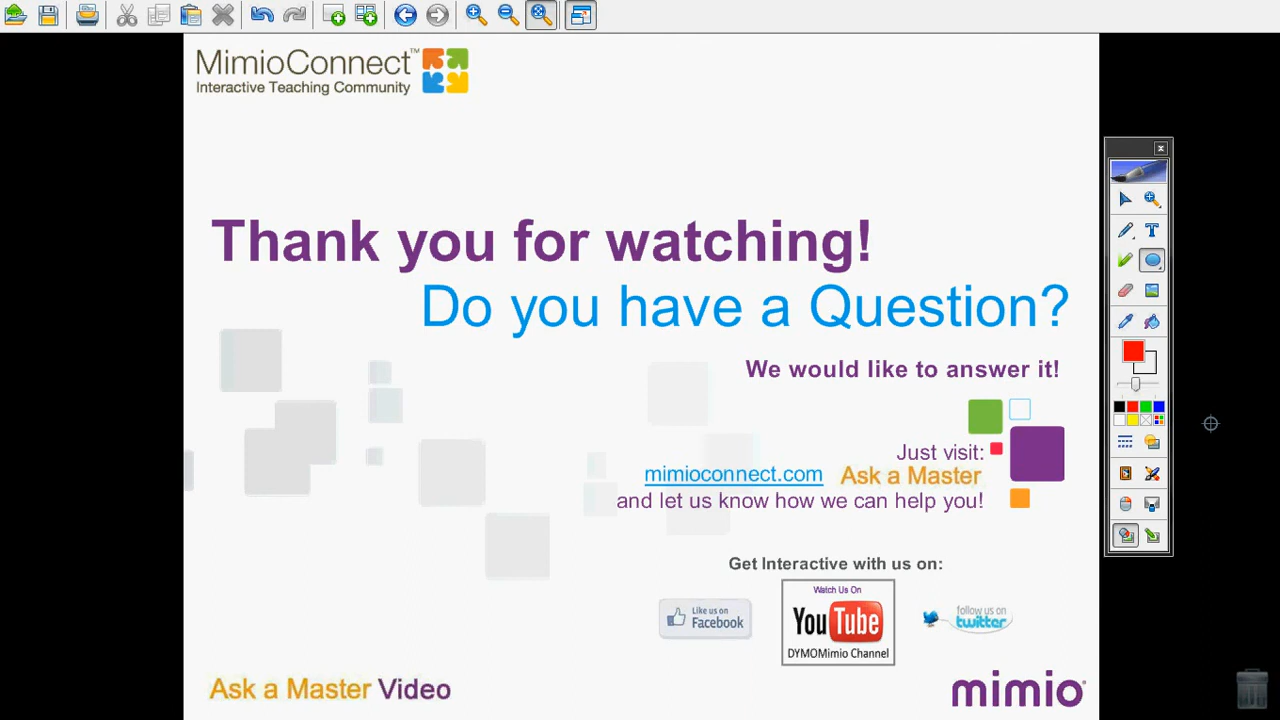 MimioConnect™
Interactive Teaching Community
Thank you for watching!
Do you have a Question?
We would like to answer it!
Just visit:
mimioconnect.com Ask a Master
and let us know how we can help you!
Get Interactive with us on:
Like us on
Facebook
Watch Us On
YouTube
DYMOMimio Channel
follow us on
twitter
Ask a Master Video
mimio